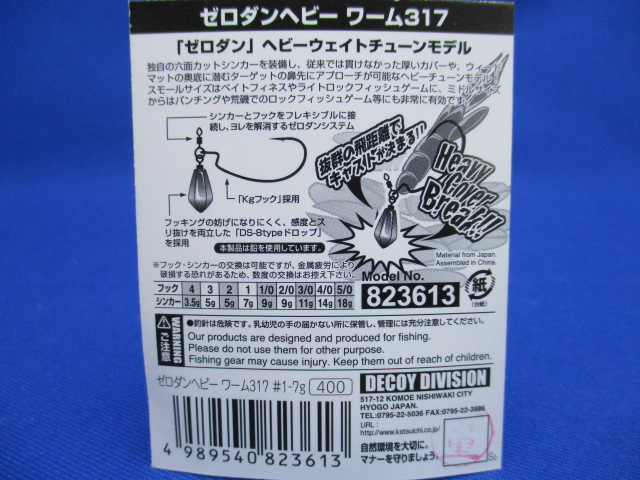 ゼロダンヘビー ワーム317
「ゼロダン」ヘビーウェイトチューンモデル
独自の六面カットシンカーを装備し、従来では貫けなかった厚いカバーや、ウィード
マットの奥底に潜むターゲットの鼻先にアプローチが可能なヘビーチューンモデル！
スモールサイズはベイトフィネスやライトロックフィッシュゲームに、ミドルサイズ
からはパンチングや荒磯でのロックフィッシュゲーム等にも非常に有効です。
シンカーとフックをフレキシブルに接
続し、ヨレを解消するゼロダンシステム
「Kgフック」採用
フッキングの妨げになりにくく、感度とス
リ抜けを両立した「DS-8typeドロップ」
を採用
本製品は鉛を使用しています。
抜群の飛距離で
キャストが決まる!!
Heavy
Cover
Break!!
Material from Japan.
Assembled in China.
※フック・シンカーの交換は可能ですが、金属疲労により
破損する恐れがあるため、多度の交換はお控え下さい。
Model No.
823613
紙
(台紙)
フック 4 3 2 1 1/0 2/0 3/0 4/0 5/0
シンカー 3.5g 5g 5g 7g 9g 9g 11g 14g 18g
WARNING
ご注意
●釣針は危険です。乳幼児の手の届かない所に保管し、管理には充分注意してください。
Our products are designed and produced for fishing.
Please do not use them for other purpose.
Fishing gear may cause injury. Keep them out of reach of children.
ゼロダンヘビー ワーム317 #1-7g 400
DECOY DIVISION
517-12 KOMOE NISHIWAKI CITY
HYOGO JAPAN.
TEL:0795-22-5036 FAX:0795-22-3986
URL:
http://www.katsuichi.co.jp/
自然環境を大切に。
マナーを守りましょう。
4 989540 823613